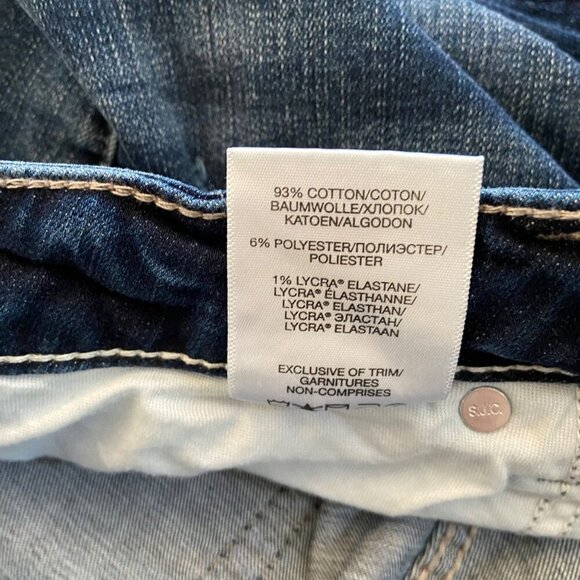 93% COTTON/COTON/
BAUMWOLLE/ХЛОПОК/
KATOEN/ALGODON
6% POLYESTER/ПОЛИЭСТЕР/
POLIESTER
1% LYCRA® ELASTANE/
LYCRA® ÉLASTHANNE/
LYCRA® ELASTHAN/
LYCRA® ЭЛАСТАН/
LYCRA® ELASTAAN
EXCLUSIVE OF TRIM/
GARNITURES
NON-COMPRISES
S.J.C.